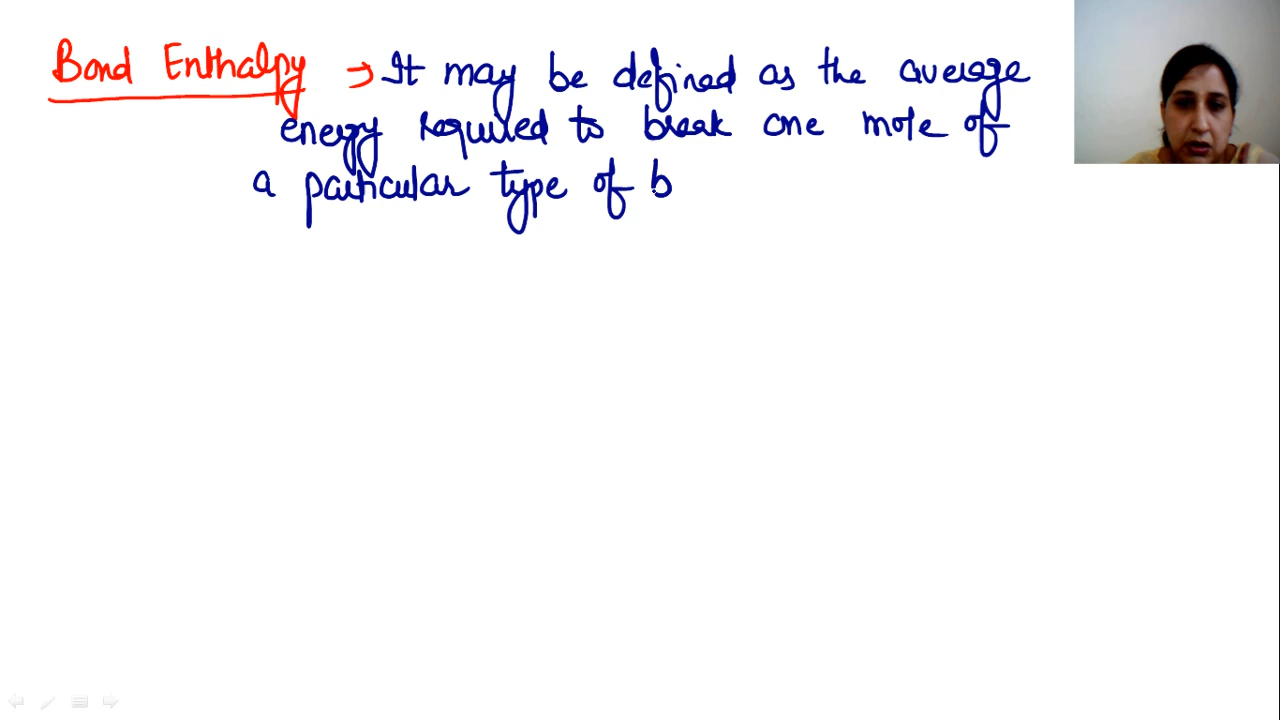 Bond Enthalpy → It may be defined as the average
energy required to break one mole of
a particular type of b